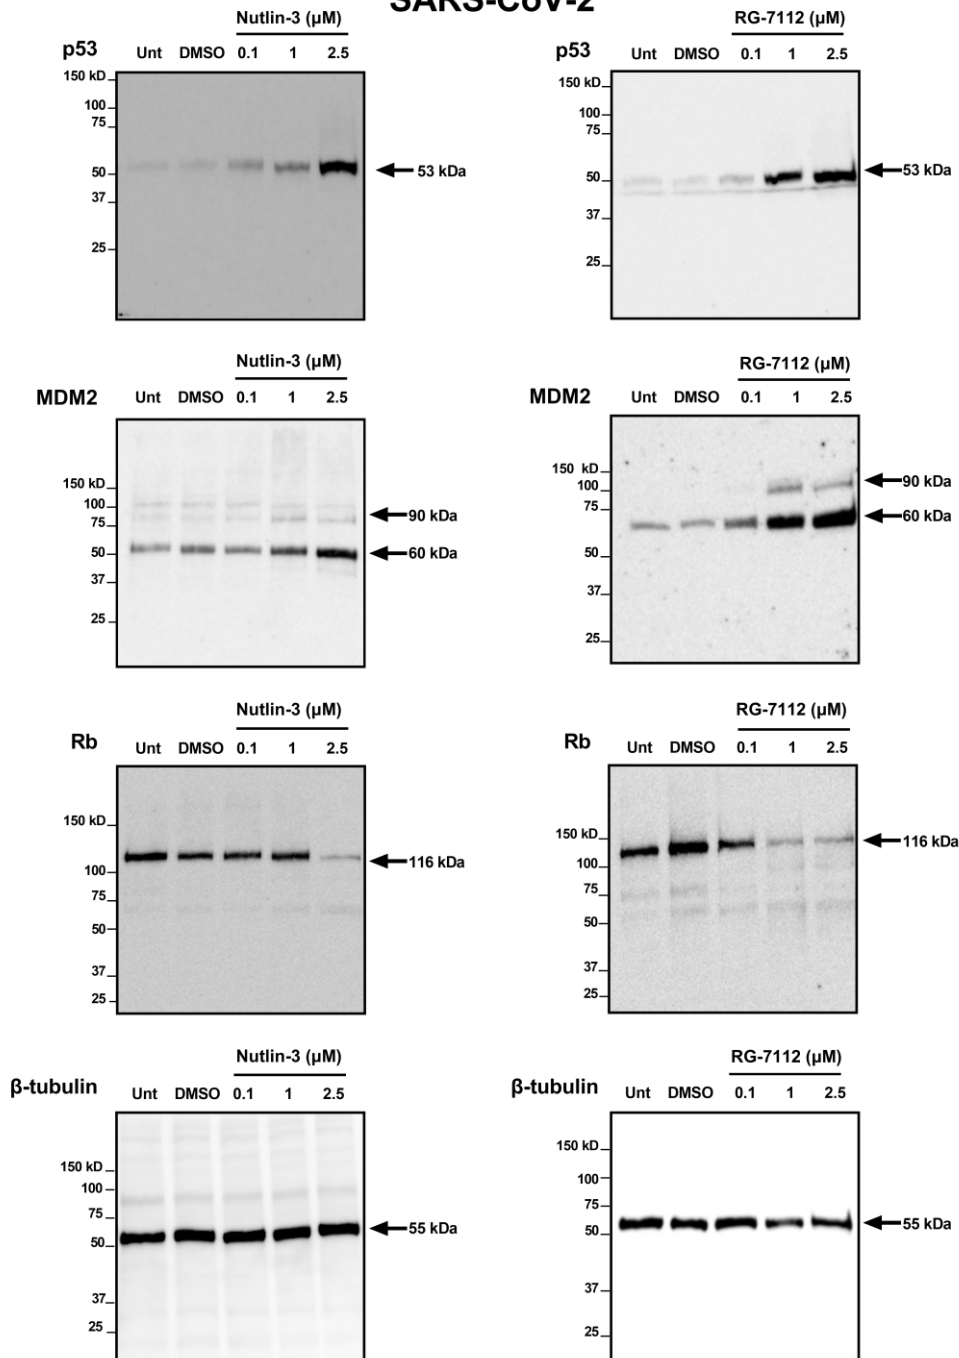 SARS-CoV-2
Nutlin-3 (µM)
p53 Unt DMSO 0.1 1 2.5
150 kD
100
75
50
37
25
53 kDa
RG-7112 (µM)
p53 Unt DMSO 0.1 1 2.5
150 kD
100
75
50
37
25
53 kDa
Nutlin-3 (µM)
MDM2 Unt DMSO 0.1 1 2.5
150 kD
100
75
50
37
25
90 kDa
60 kDa
RG-7112 (µM)
MDM2 Unt DMSO 0.1 1 2.5
150 kD
100
75
50
37
25
90 kDa
60 kDa
Nutlin-3 (µM)
Rb Unt DMSO 0.1 1 2.5
150 kD
100
75
50
37
25
116 kDa
RG-7112 (µM)
Rb Unt DMSO 0.1 1 2.5
150 kD
100
75
50
37
25
116 kDa
Nutlin-3 (µM)
β-tubulin Unt DMSO 0.1 1 2.5
150 kD
100
75
50
37
25
55 kDa
RG-7112 (µM)
β-tubulin Unt DMSO 0.1 1 2.5
150 kD
100
75
50
37
25
55 kDa